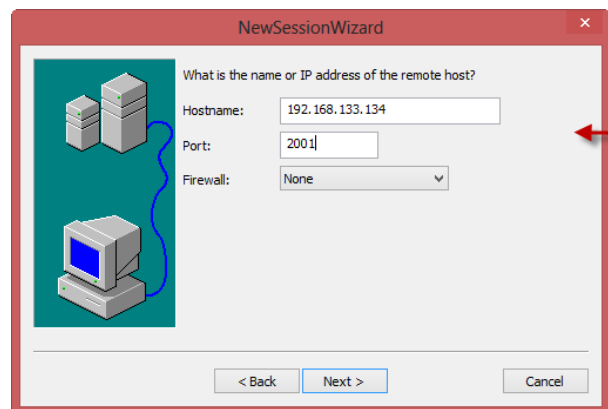 NewSessionWizard
What is the name or IP address of the remote host?
Hostname: 192.168.133.134
Port: 2001
Firewall: None
< Back Next > Cancel